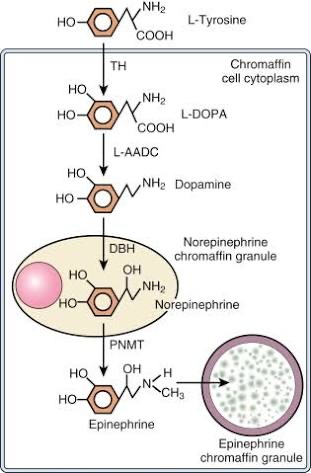 HO
NH2
COOH
L-Tyrosine
TH
Chromaffin
cell cytoplasm
HO
HO
NH2
COOH
L-DOPA
L-AADC
HO
HO
NH2
Dopamine
DBH
Norepinephrine
chromaffin granule
HO
HO
OH
NH2
Norepinephrine
PNMT
HO
HO
OH
N
H
CH3
Epinephrine
Epinephrine
chromaffin granule